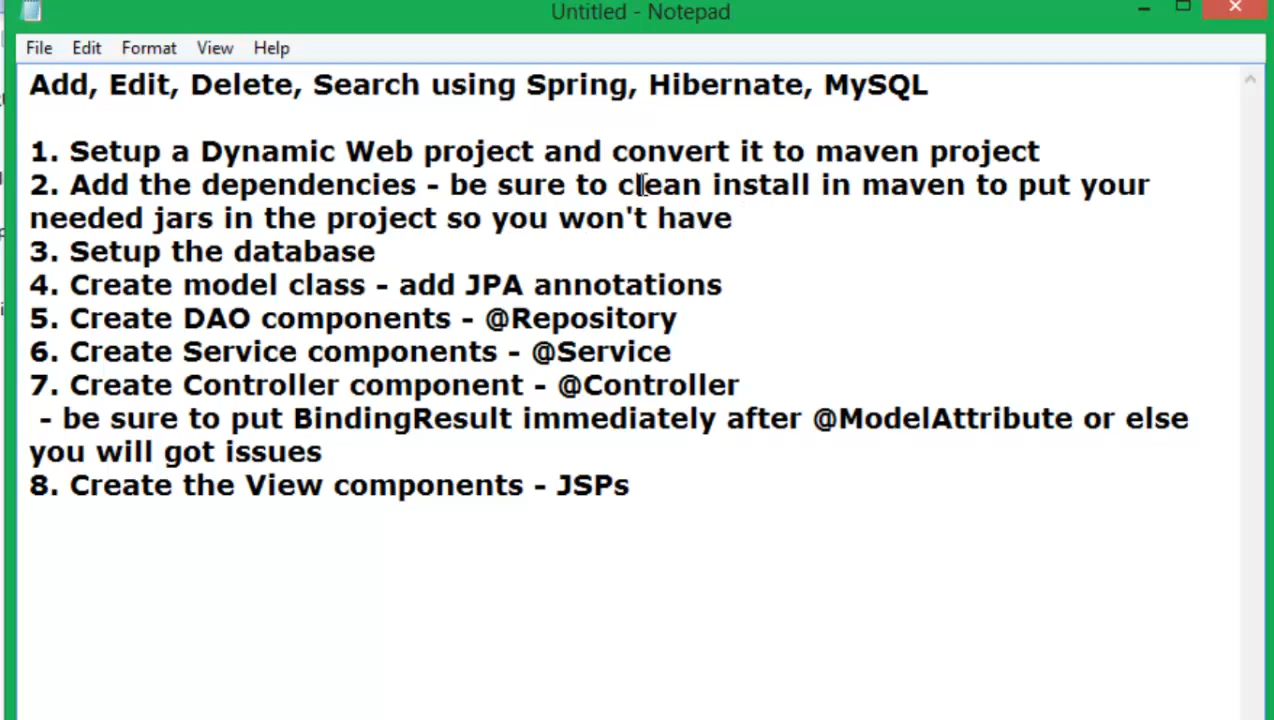 Untitled - Notepad
File Edit Format View Help
Add, Edit, Delete, Search using Spring, Hibernate, MySQL
1. Setup a Dynamic Web project and convert it to maven project
2. Add the dependencies - be sure to clean install in maven to put your
needed jars in the project so you won't have
3. Setup the database
4. Create model class - add JPA annotations
5. Create DAO components - @Repository
6. Create Service components - @Service
7. Create Controller component - @Controller
- be sure to put BindingResult immediately after @ModelAttribute or else
you will got issues
8. Create the View components - JSPs